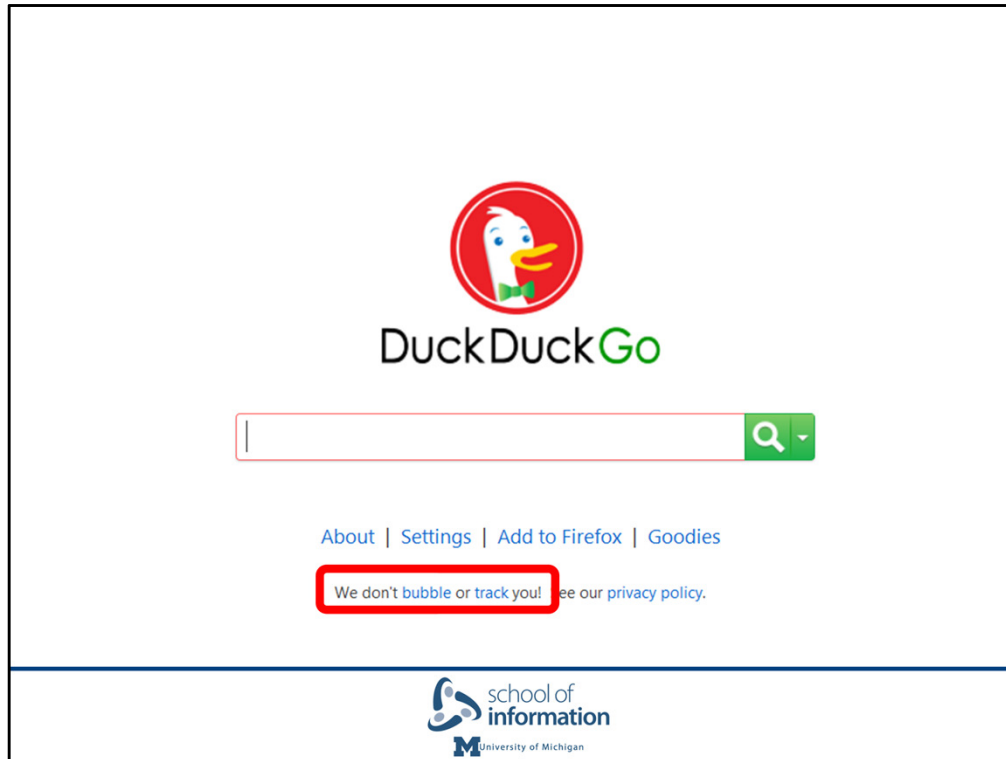 DuckDuckGo
About | Settings | Add to Firefox | Goodies
We don't bubble or track you! ee our privacy policy.
school of
information
M University of Michigan